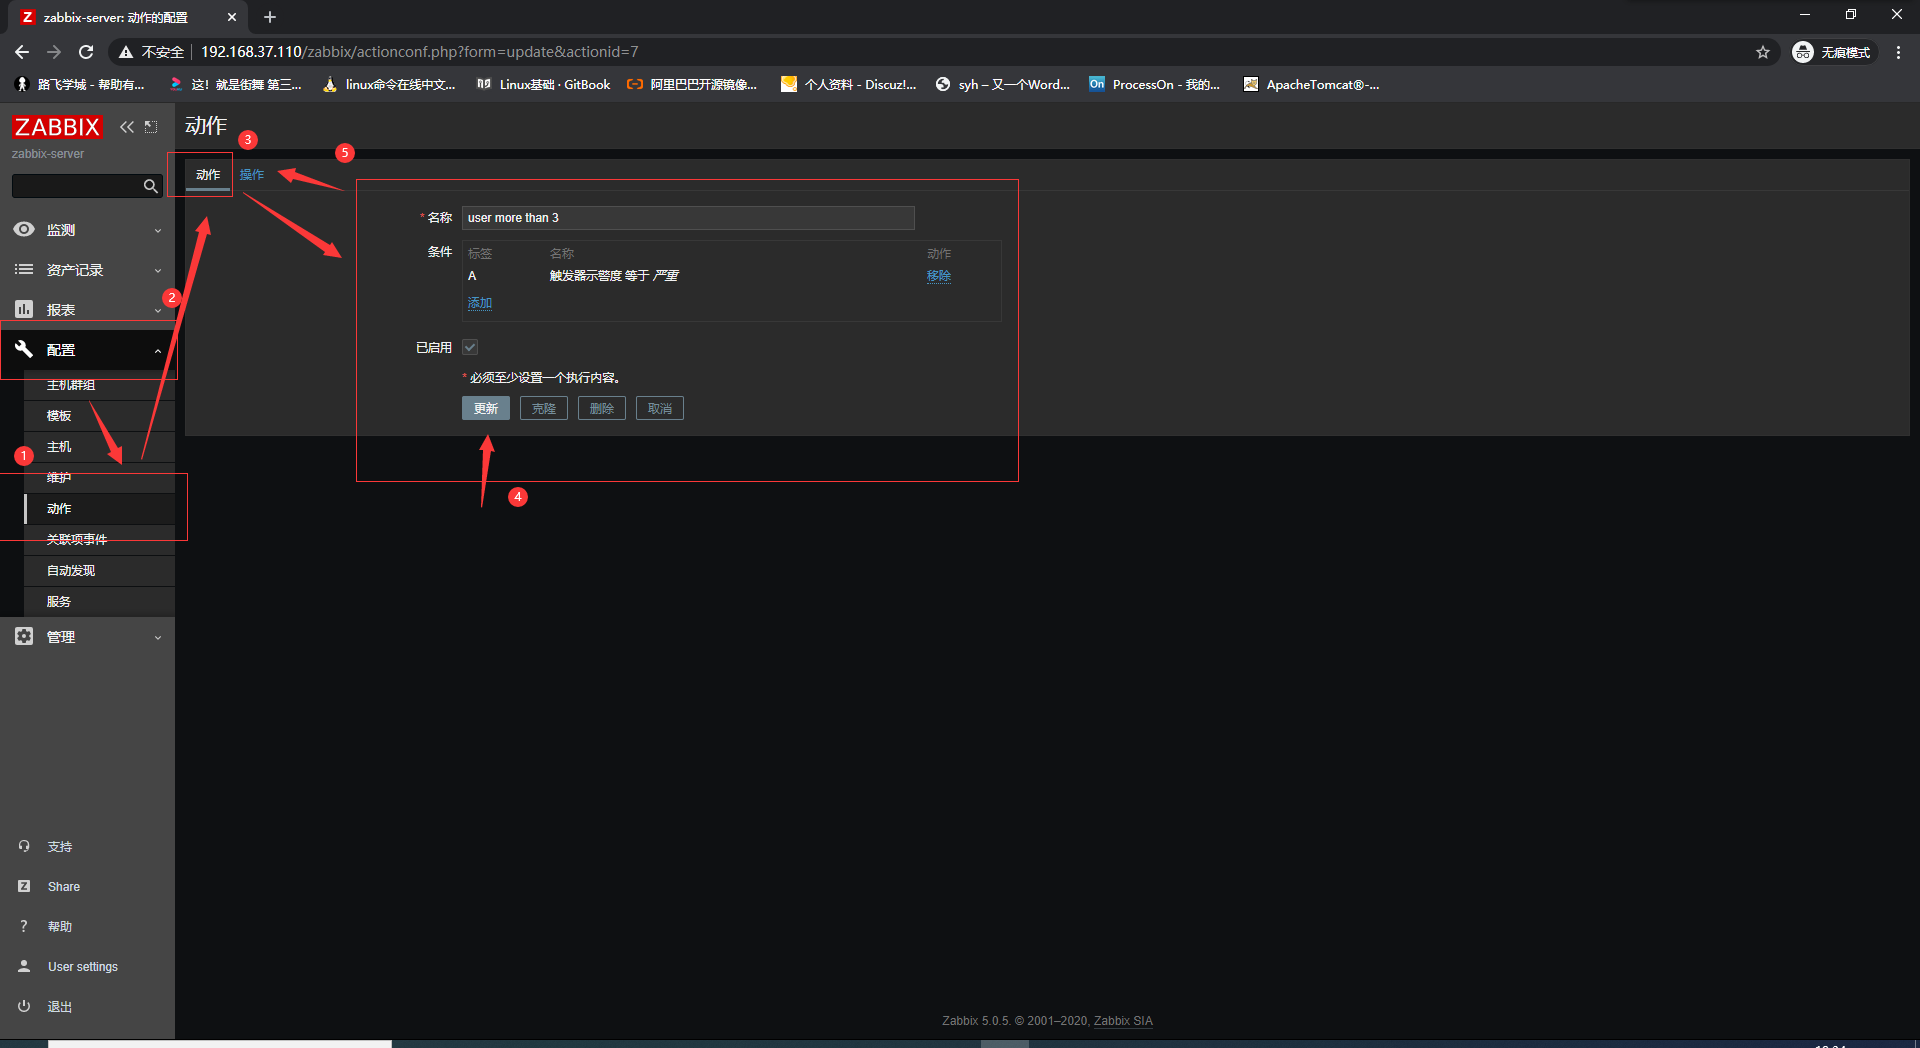 zabbix-server: 动作的配置
不安全 192.168.37.110/zabbix/actionconf.php?form=update&actionid=7
无痕模式
路飞学城 - 帮助有...
这！就是街舞 第三...
linux命令在线中文...
Linux基础 · GitBook
阿里巴巴开源镜像...
个人资料 - Discuz!...
syh – 又一个Word...
ProcessOn - 我的...
ApacheTomcat®-...
ZABBIX
zabbix-server
动作
3
5
动作 操作
监测
资产记录
2
报表
配置
主机群组
模板
主机
1
维护
动作
关联项事件
自动发现
服务
管理
支持
Share
帮助
User settings
退出
* 名称 user more than 3
条件 标签 名称 动作
A 触发器示警度 等于 严重 移除
添加
已启用
* 必须至少设置一个执行内容。
更新 克隆 删除 取消
4
Zabbix 5.0.5. © 2001–2020, Zabbix SIA